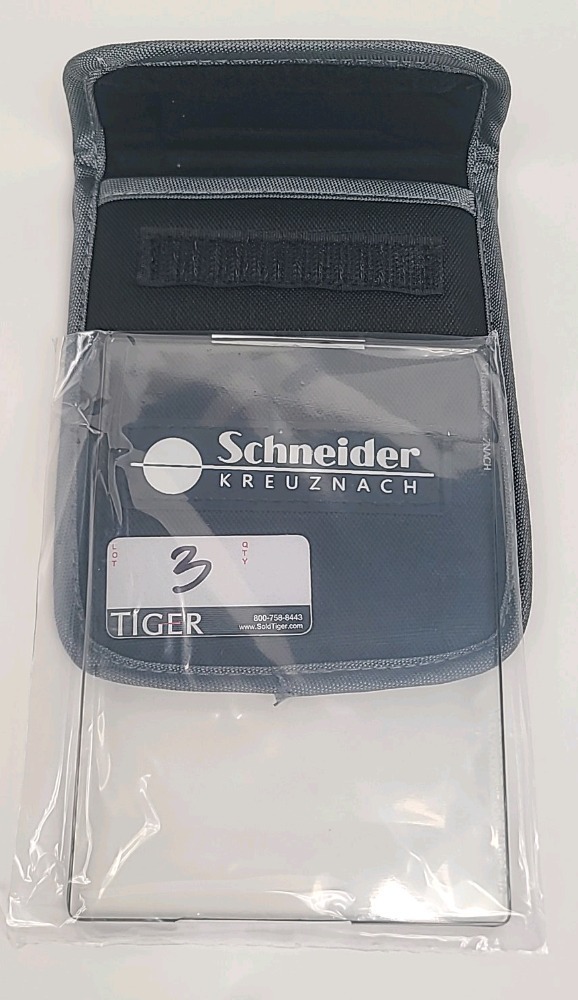 Schneider
KREUZNACH
LOT
3
QTY
TIGER
800-758-8443
www.SoldTiger.com